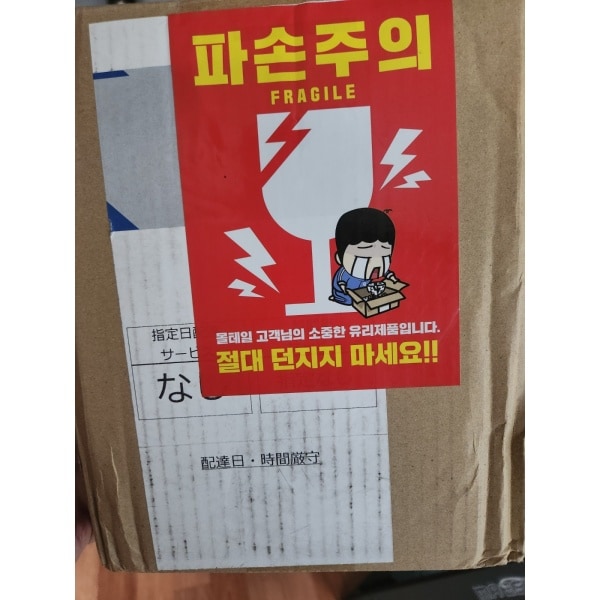 파손주의
FRAGILE
몰테일 고객님의 소중한 유리제품입니다.
절대 던지지 마세요!!
指定日
サービ
な
配達日・時間厳守